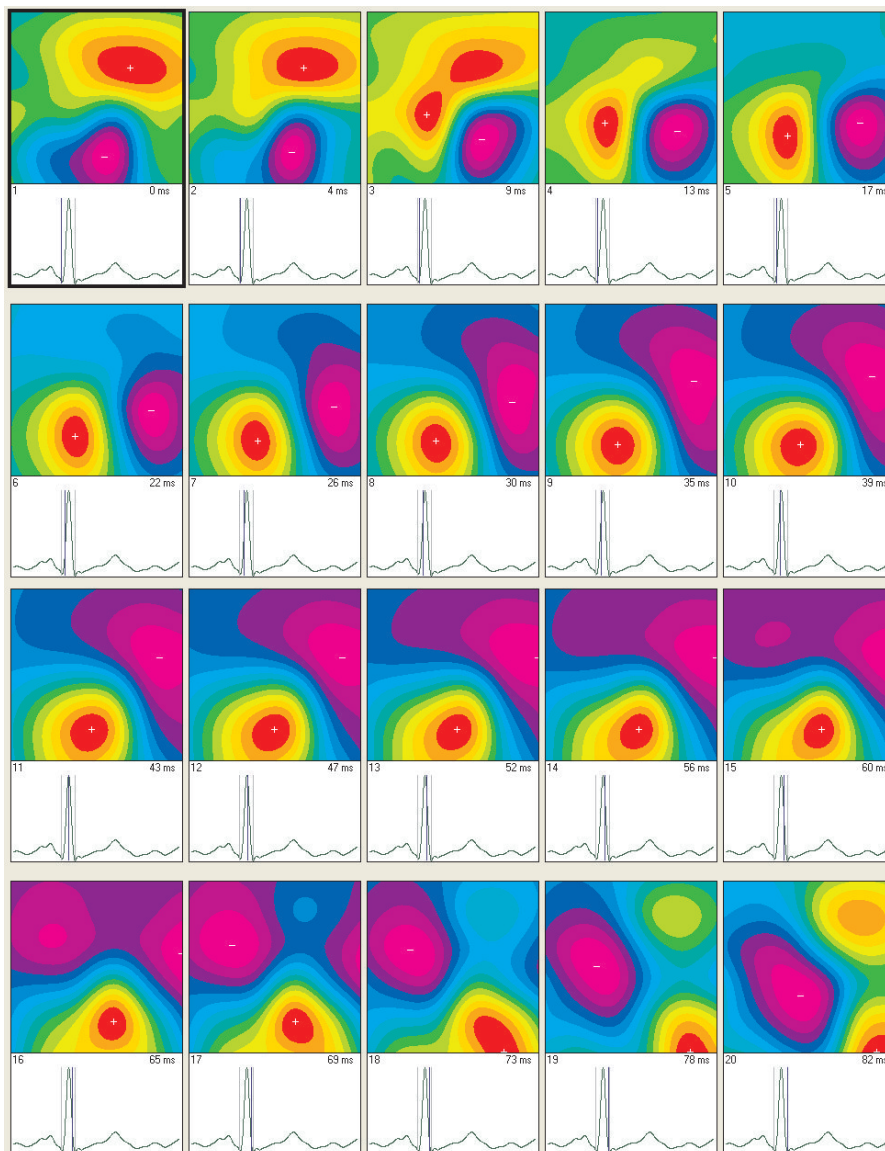 + + + + +
− − − − −
1 0 ms 2 4 ms 3 9 ms 4 13 ms 5 17 ms
− − − − −
+ + + + +
6 22 ms 7 26 ms 8 30 ms 9 35 ms 10 39 ms
− − − − −
+ + + + +
11 43 ms 12 47 ms 13 52 ms 14 56 ms 15 60 ms
− − − − −
+ + + + +
16 65 ms 17 69 ms 18 73 ms 19 78 ms 20 82 ms